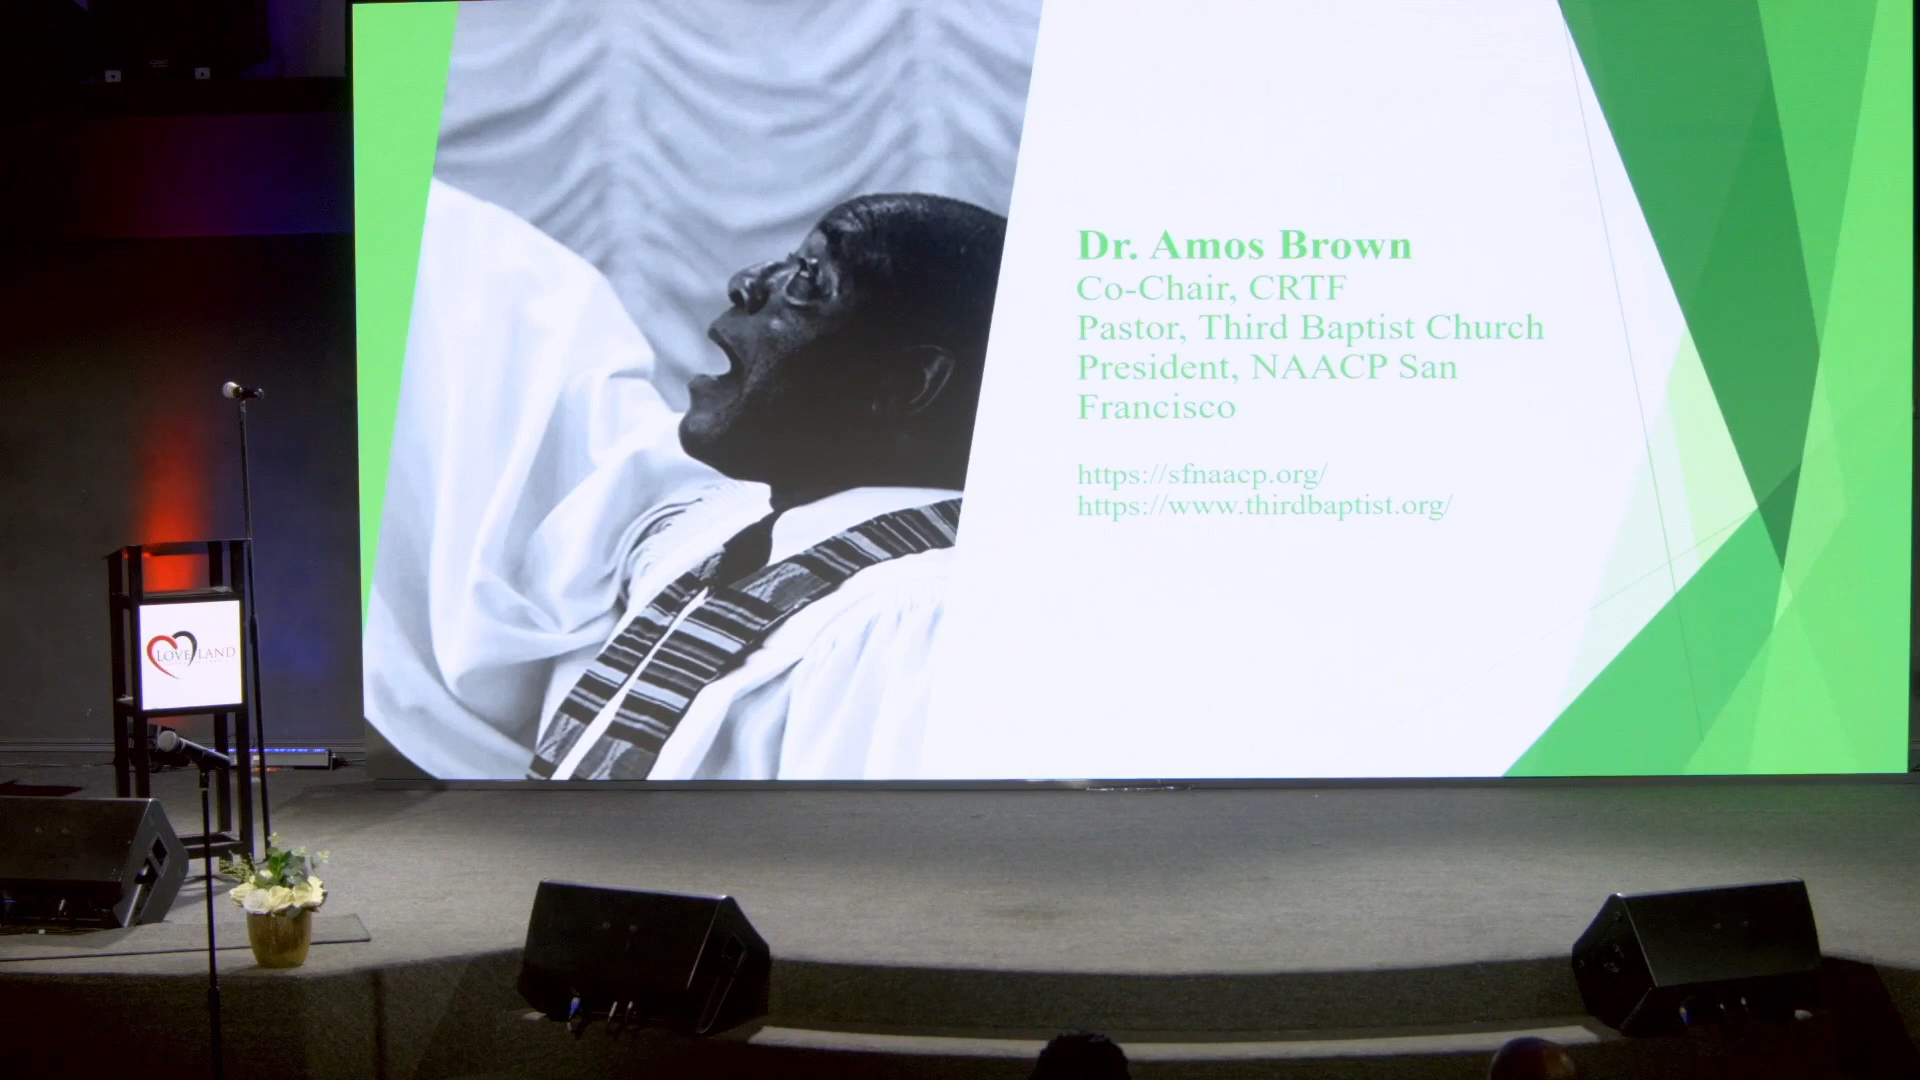 Dr. Amos Brown
Co-Chair, CRTF
Pastor, Third Baptist Church
President, NAACP San
Francisco
https://sfnaacp.org/
https://www.thirdbaptist.org/
LOVE LAND